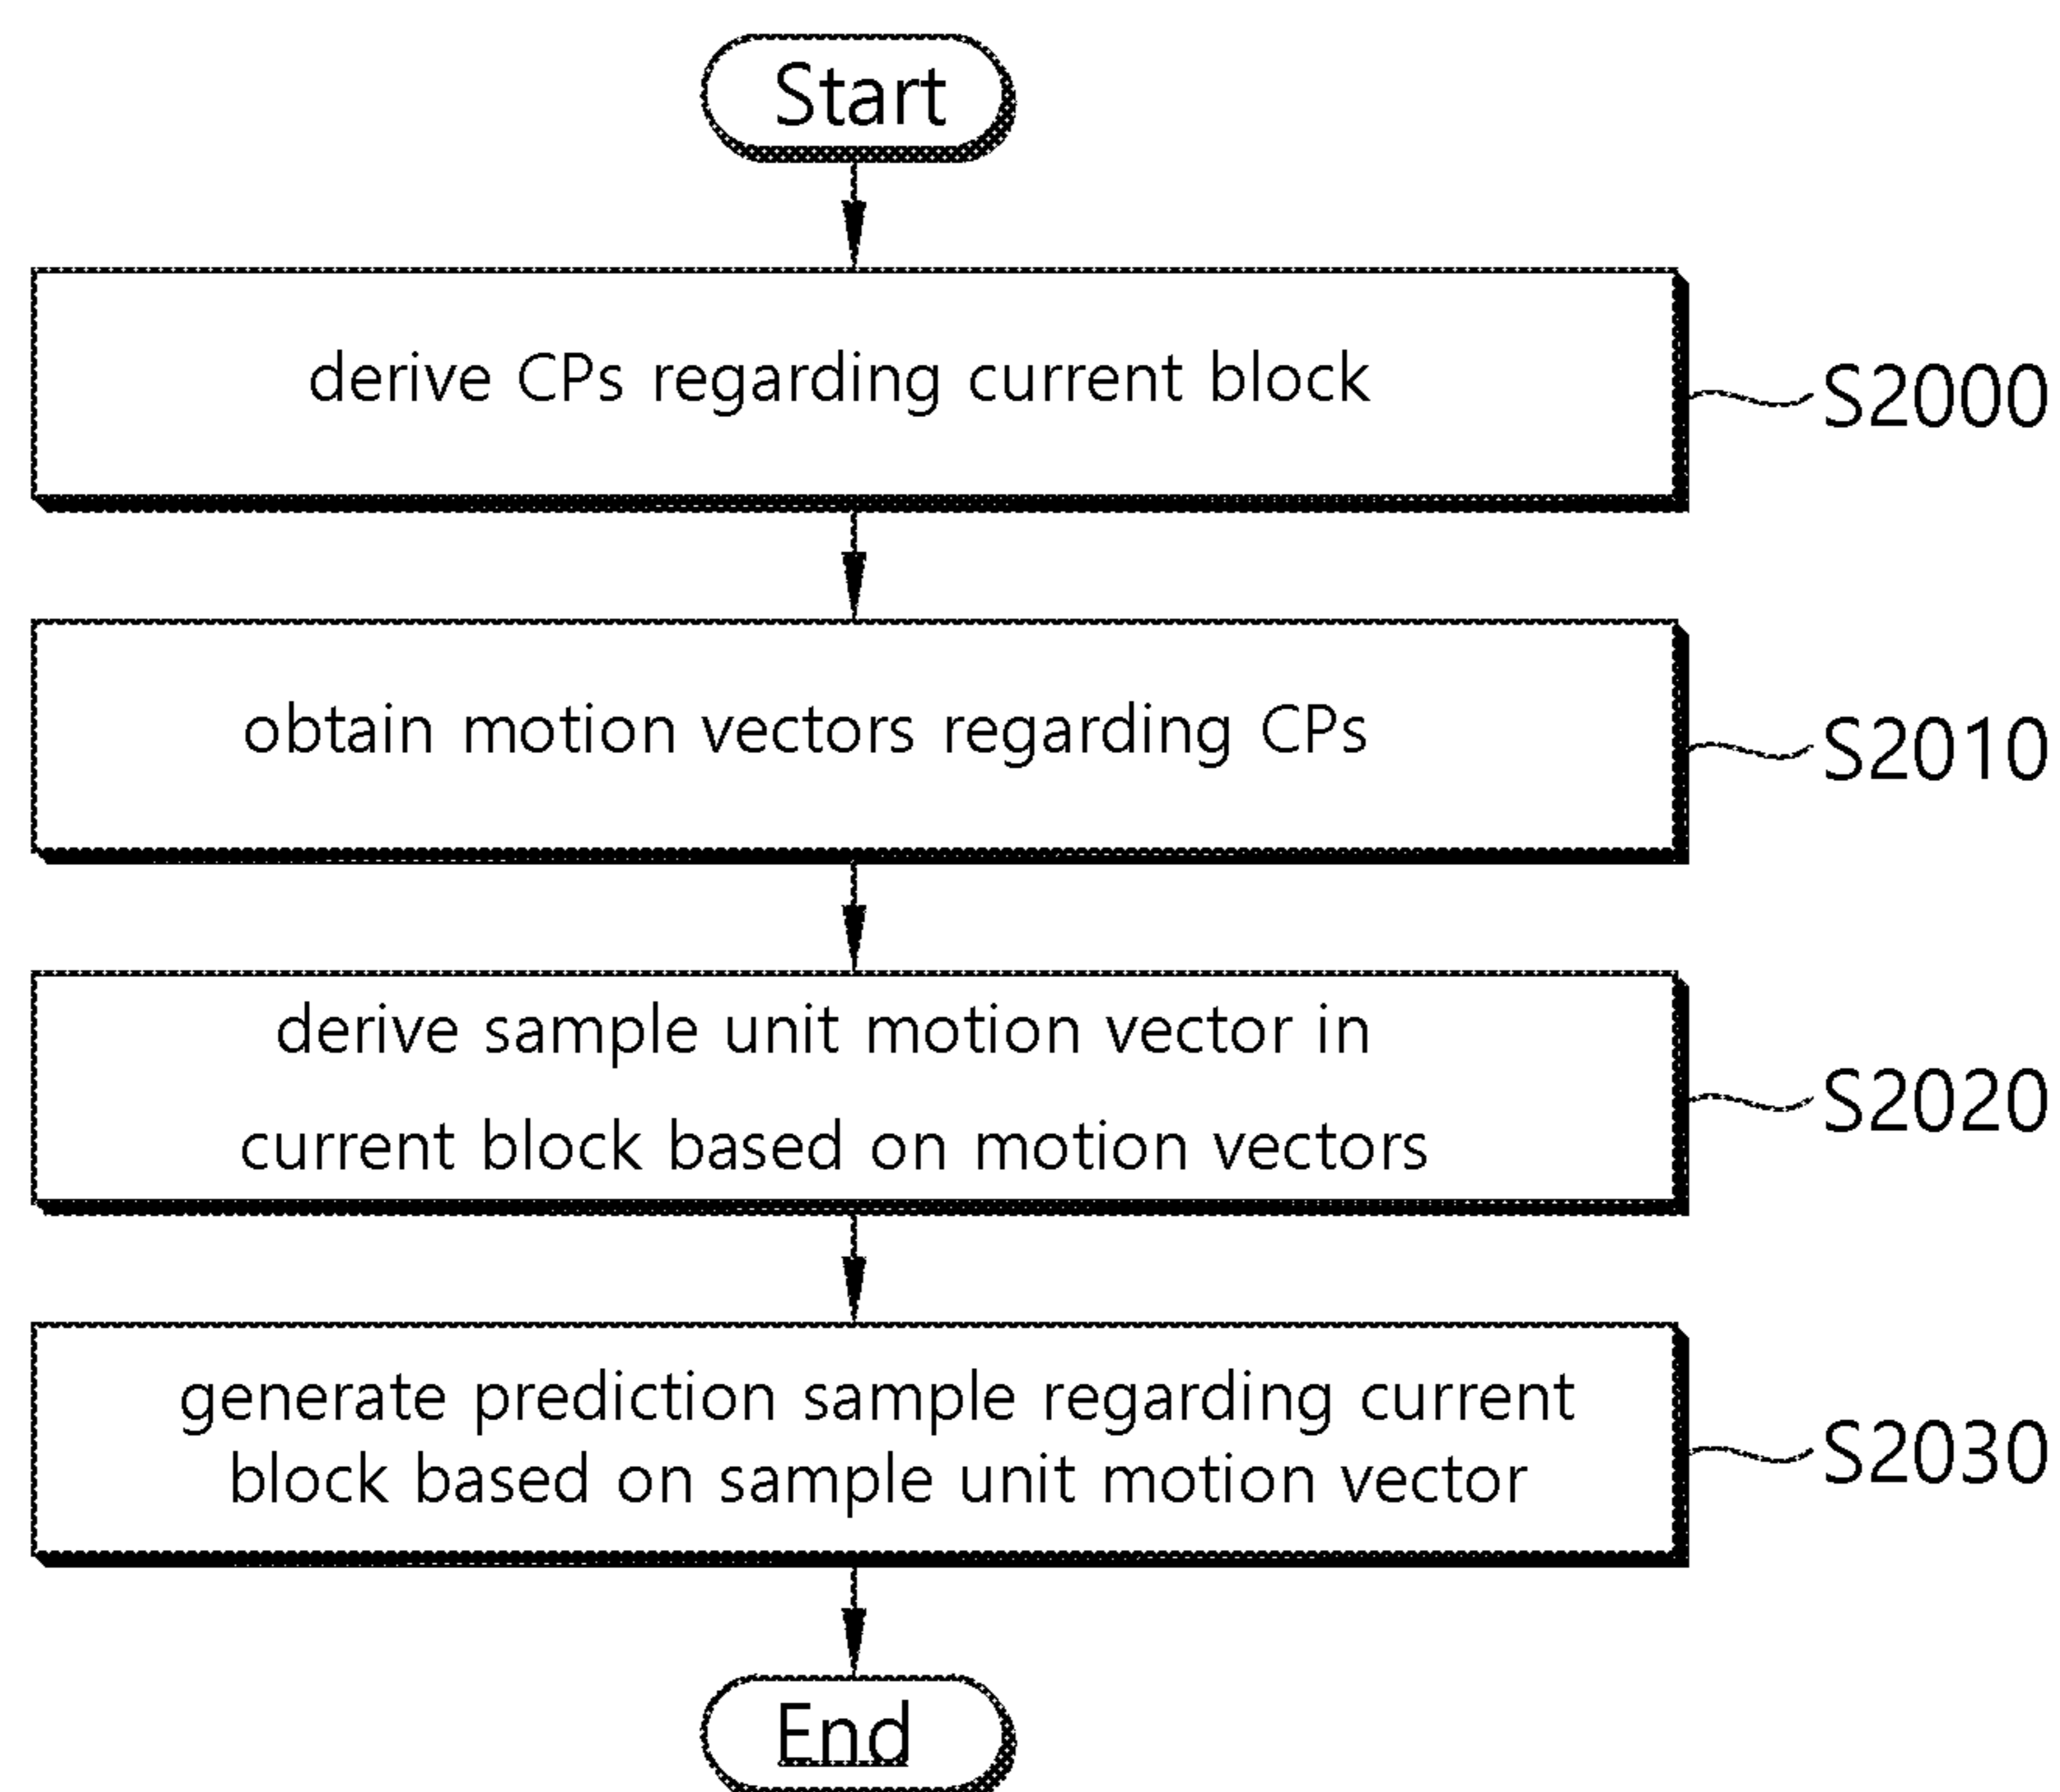 Start
derive CPs regarding current block
S2000
obtain motion vectors regarding CPs
S2010
derive sample unit motion vector in
current block based on motion vectors
S2020
generate prediction sample regarding current
block based on sample unit motion vector
S2030
End